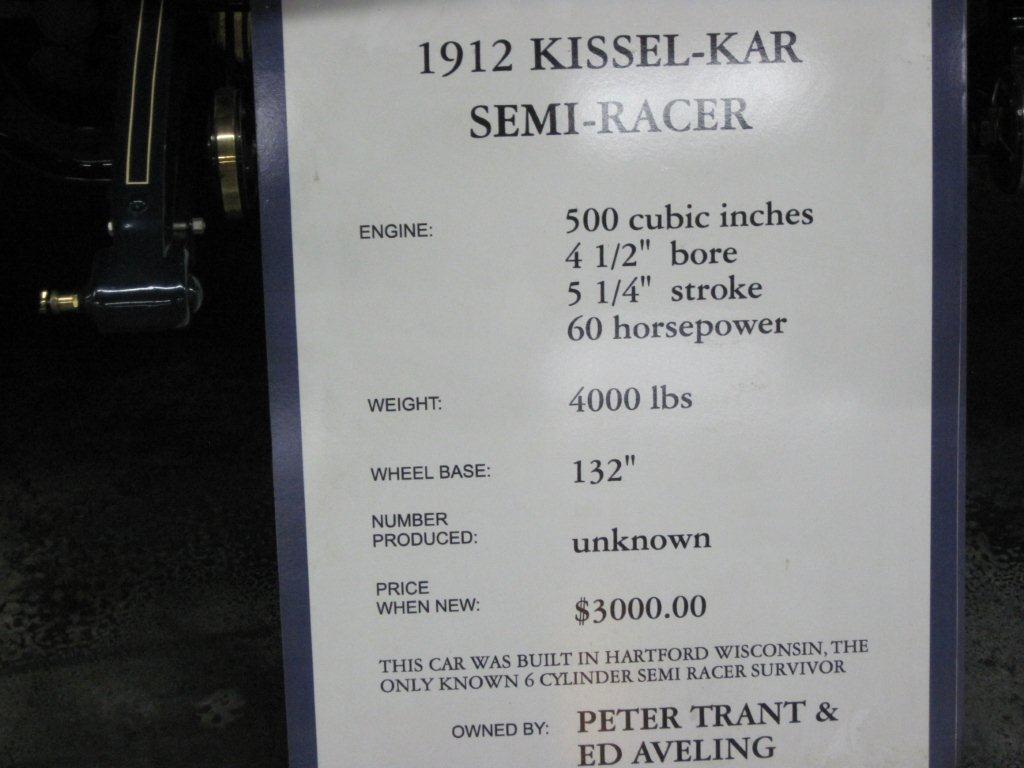 1912 KISSEL-KAR
SEMI-RACER
ENGINE: 500 cubic inches
4 1/2" bore
5 1/4" stroke
60 horsepower
WEIGHT: 4000 lbs
WHEEL BASE: 132"
NUMBER
PRODUCED: unknown
PRICE
WHEN NEW: $3000.00
THIS CAR WAS BUILT IN HARTFORD WISCONSIN, THE
ONLY KNOWN 6 CYLINDER SEMI RACER SURVIVOR
OWNED BY: PETER TRANT &
ED AVELING